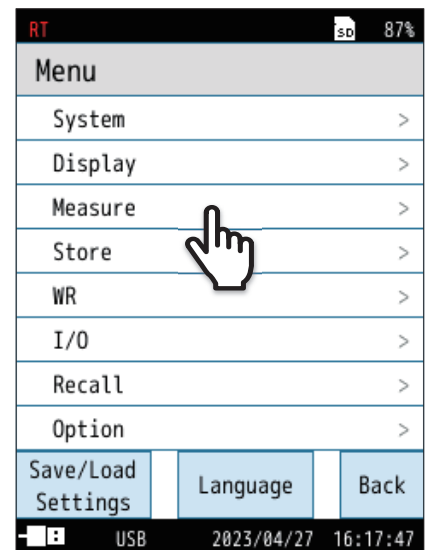 RT SD 87%
Menu
System >
Display >
Measure >
Store >
WR >
I/O >
Recall >
Option >
Save/Load
Settings
Language
Back
USB 2023/04/27 16:17:47